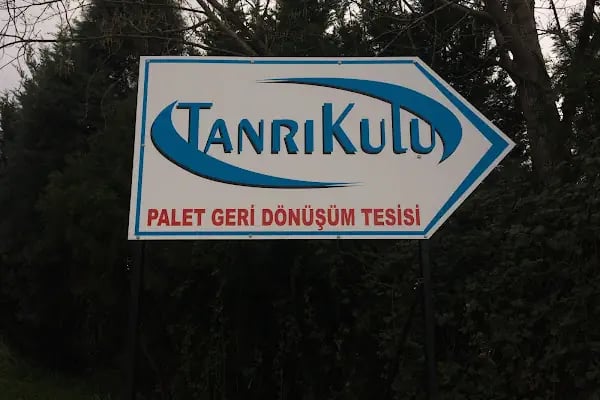 TANRIKULU
PALET GERİ DÖNÜŞÜM TESİSİ